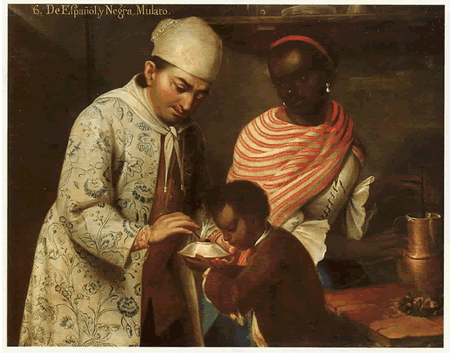 6. De Español, y Negra, Mulato.